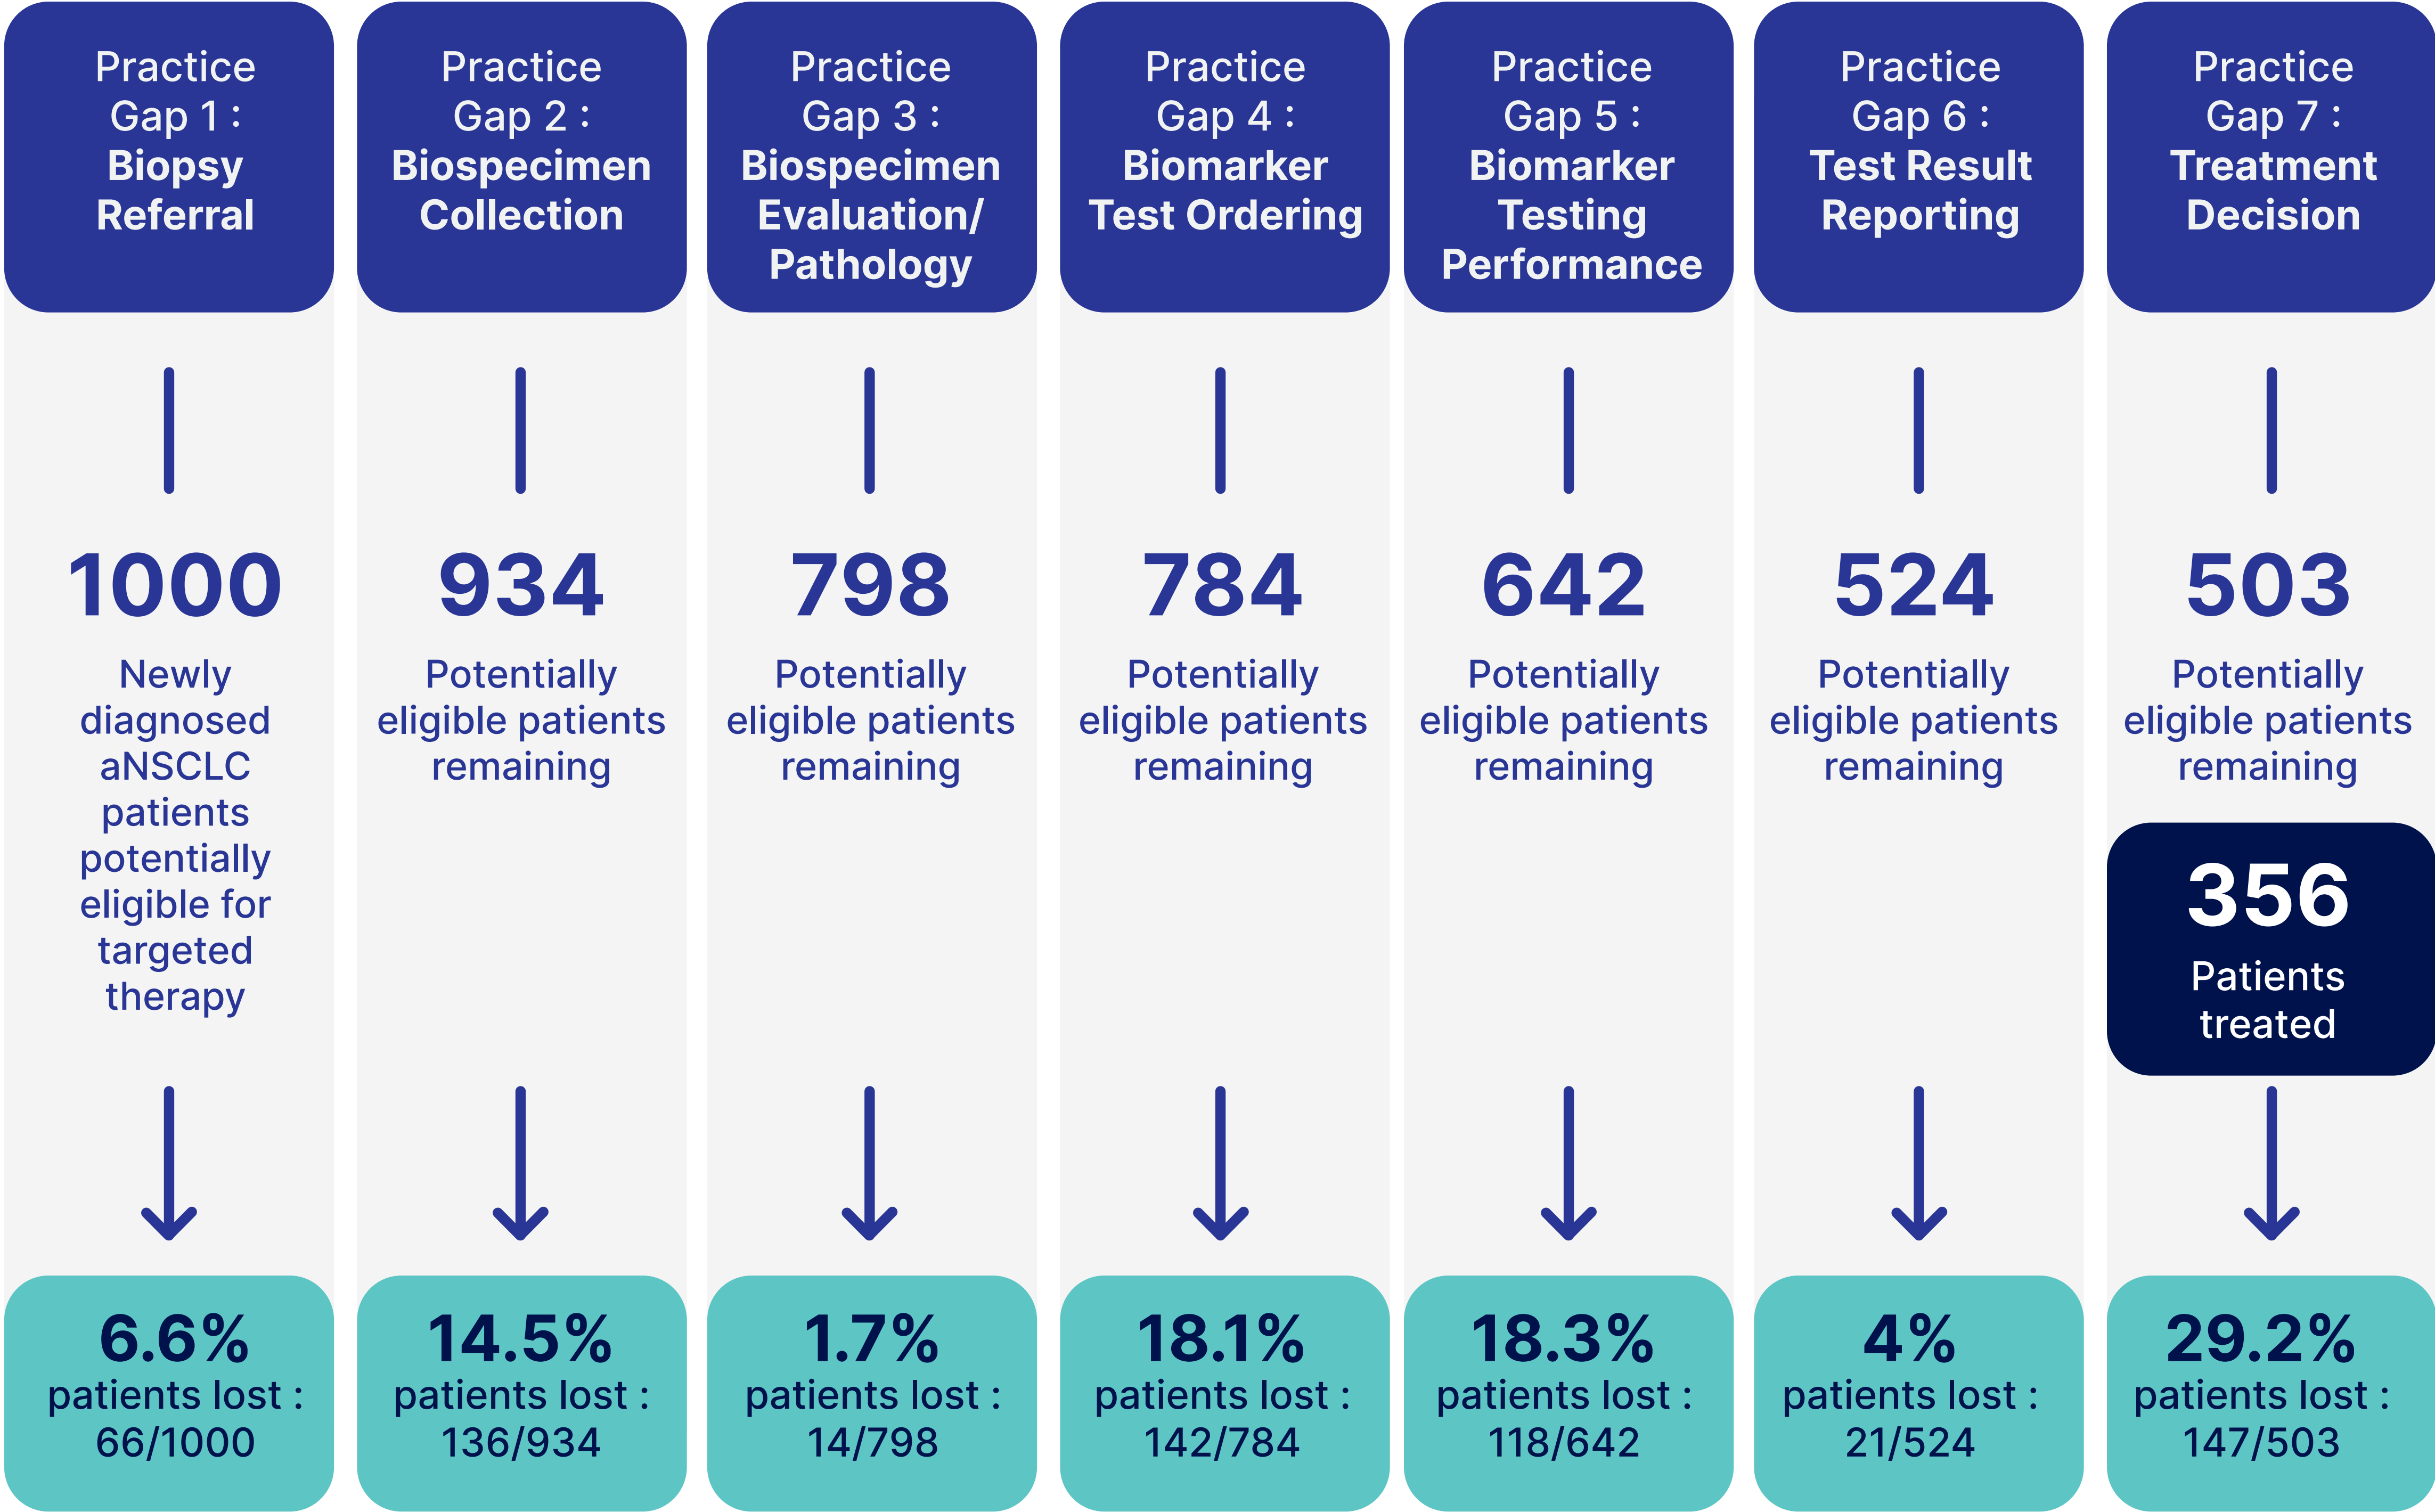 Practice
Gap 1 :
Biopsy
Referral
1000
Newly
diagnosed
aNSCLC
patients
potentially
eligible for
targeted
therapy
6.6%
patients lost :
66/1000
Practice
Gap 2 :
Biospecimen
Collection
934
Potentially
eligible patients
remaining
14.5%
patients lost :
136/934
Practice
Gap 3 :
Biospecimen
Evaluation/
Pathology
798
Potentially
eligible patients
remaining
1.7%
patients lost :
14/798
Practice
Gap 4 :
Biomarker
Test Ordering
784
Potentially
eligible patients
remaining
18.1%
patients lost :
142/784
Practice
Gap 5 :
Biomarker
Testing
Performance
642
Potentially
eligible patients
remaining
18.3%
patients lost :
118/642
Practice
Gap 6 :
Test Result
Reporting
524
Potentially
eligible patients
remaining
4%
patients lost :
21/524
Practice
Gap 7 :
Treatment
Decision
503
Potentially
eligible patients
remaining
356
Patients
treated
29.2%
patients lost :
147/503